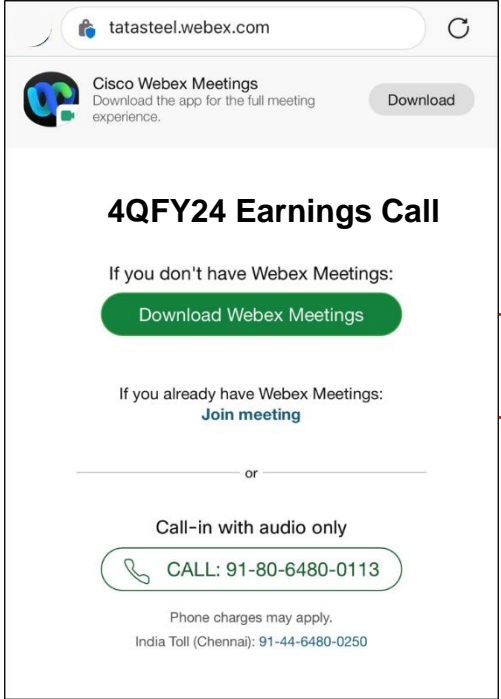 tatasteel.webex.com
Cisco Webex Meetings
Download the app for the full meeting
experience.
Download
4QFY24 Earnings Call
If you don't have Webex Meetings:
Download Webex Meetings
If you already have Webex Meetings:
Join meeting
or
Call-in with audio only
CALL: 91-80-6480-0113
Phone charges may apply.
India Toll (Chennai): 91-44-6480-0250